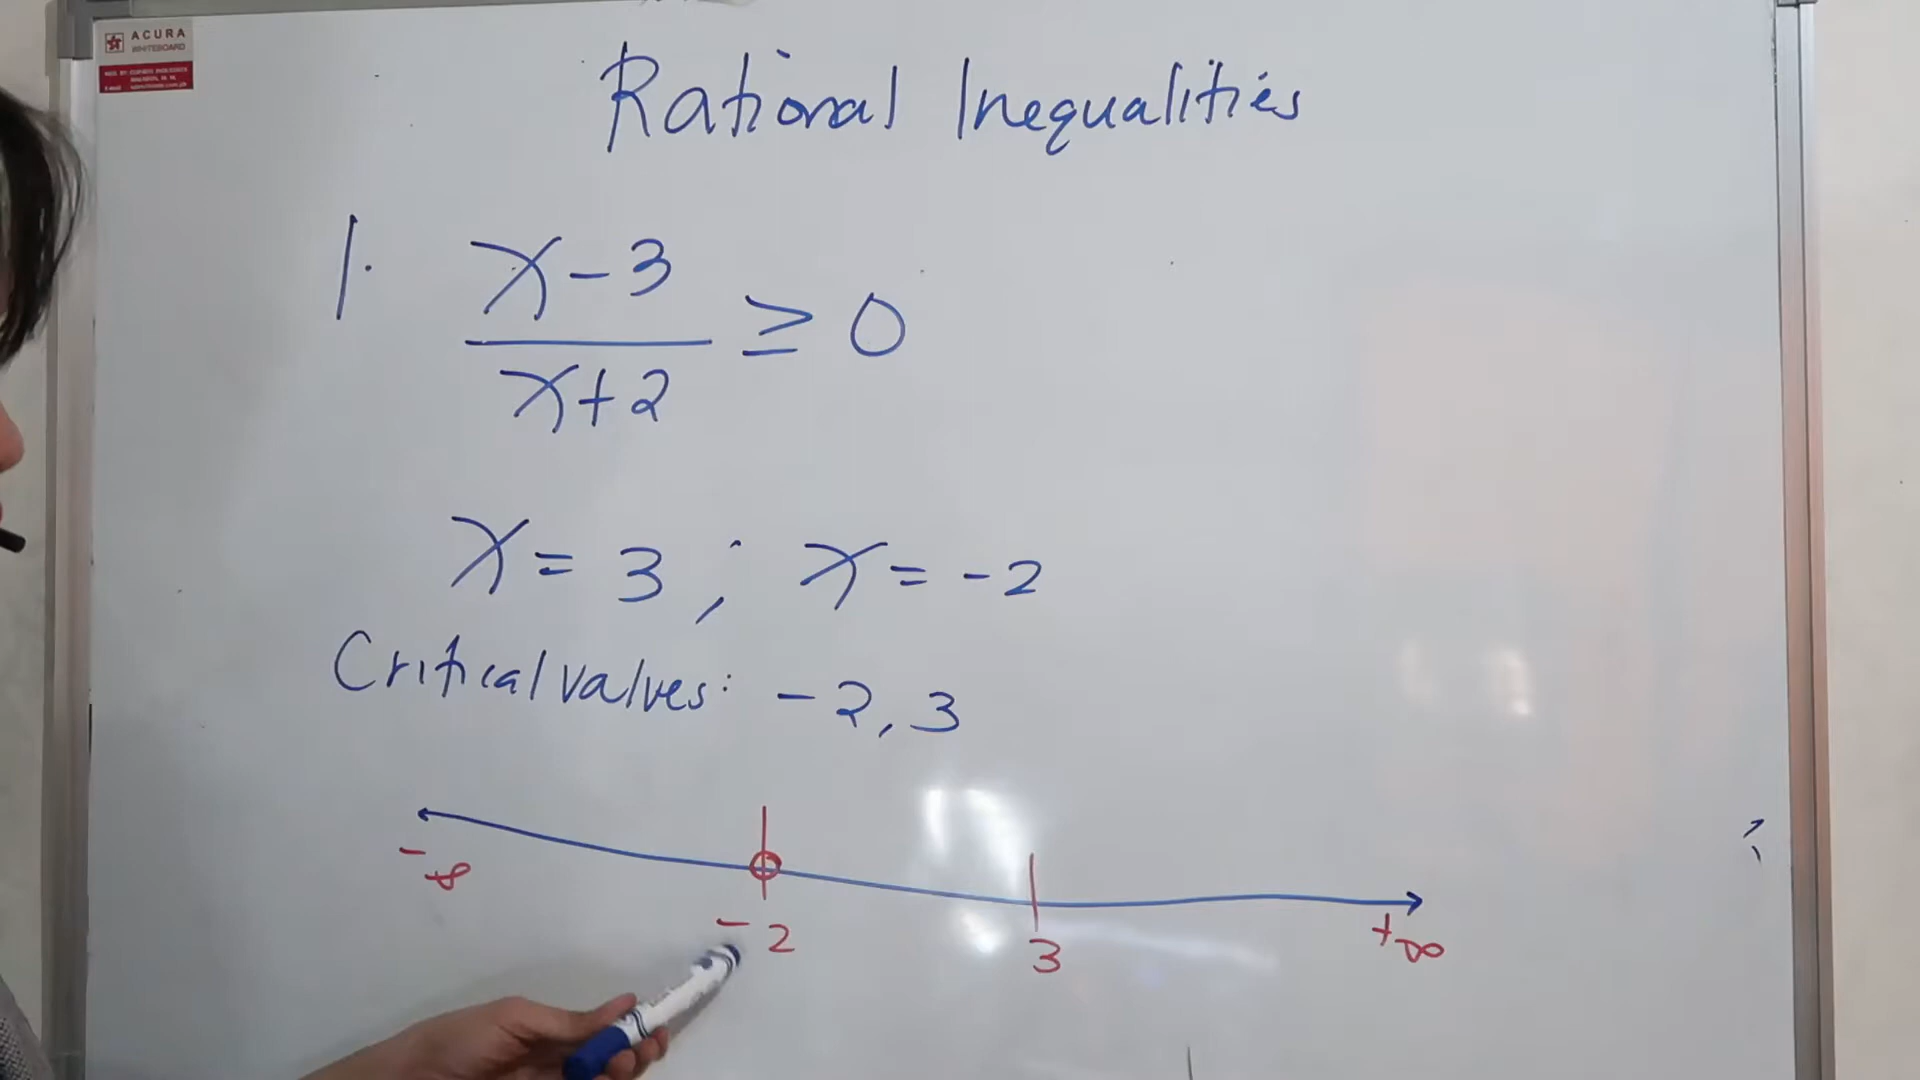 ACURA
WHITEBOARD
Rational Inequalities
1. x-3
x+2
≥ 0
x = 3 ; x = -2
Critical values: -2, 3
-∞
-2
3
+∞